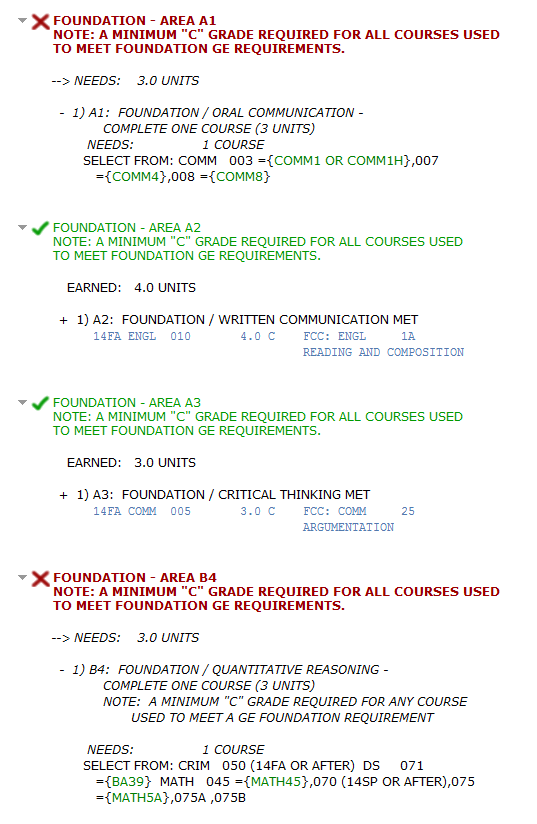 FOUNDATION - AREA A1
NOTE: A MINIMUM "C" GRADE REQUIRED FOR ALL COURSES USED
TO MEET FOUNDATION GE REQUIREMENTS.
--> NEEDS: 3.0 UNITS
- 1) A1: FOUNDATION / ORAL COMMUNICATION -
COMPLETE ONE COURSE (3 UNITS)
NEEDS: 1 COURSE
SELECT FROM: COMM 003 ={COMM1 OR COMM1H},007
={COMM4},008 ={COMM8}
FOUNDATION - AREA A2
NOTE: A MINIMUM "C" GRADE REQUIRED FOR ALL COURSES USED
TO MEET FOUNDATION GE REQUIREMENTS.
EARNED: 4.0 UNITS
+ 1) A2: FOUNDATION / WRITTEN COMMUNICATION MET
14FA ENGL 010 4.0 C FCC: ENGL 1A
READING AND COMPOSITION
FOUNDATION - AREA A3
NOTE: A MINIMUM "C" GRADE REQUIRED FOR ALL COURSES USED
TO MEET FOUNDATION GE REQUIREMENTS.
EARNED: 3.0 UNITS
+ 1) A3: FOUNDATION / CRITICAL THINKING MET
14FA COMM 005 3.0 C FCC: COMM 25
ARGUMENTATION
FOUNDATION - AREA B4
NOTE: A MINIMUM "C" GRADE REQUIRED FOR ALL COURSES USED
TO MEET FOUNDATION GE REQUIREMENTS.
--> NEEDS: 3.0 UNITS
- 1) B4: FOUNDATION / QUANTITATIVE REASONING -
COMPLETE ONE COURSE (3 UNITS)
NOTE: A MINIMUM "C" GRADE REQUIRED FOR ANY COURSE
USED TO MEET A GE FOUNDATION REQUIREMENT
NEEDS: 1 COURSE
SELECT FROM: CRIM 050 (14FA OR AFTER) DS 071
={BA39} MATH 045 ={MATH45},070 (14SP OR AFTER),075
={MATH5A},075A ,075B